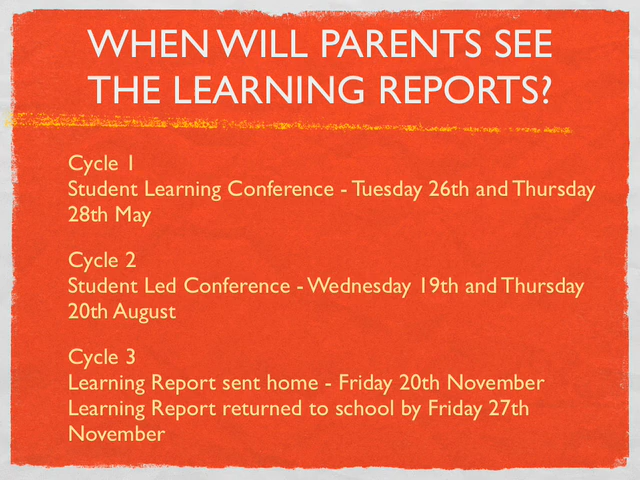 WHEN WILL PARENTS SEE
THE LEARNING REPORTS?
Cycle 1
Student Learning Conference - Tuesday 26th and Thursday
28th May
Cycle 2
Student Led Conference - Wednesday 19th and Thursday
20th August
Cycle 3
Learning Report sent home - Friday 20th November
Learning Report returned to school by Friday 27th
November